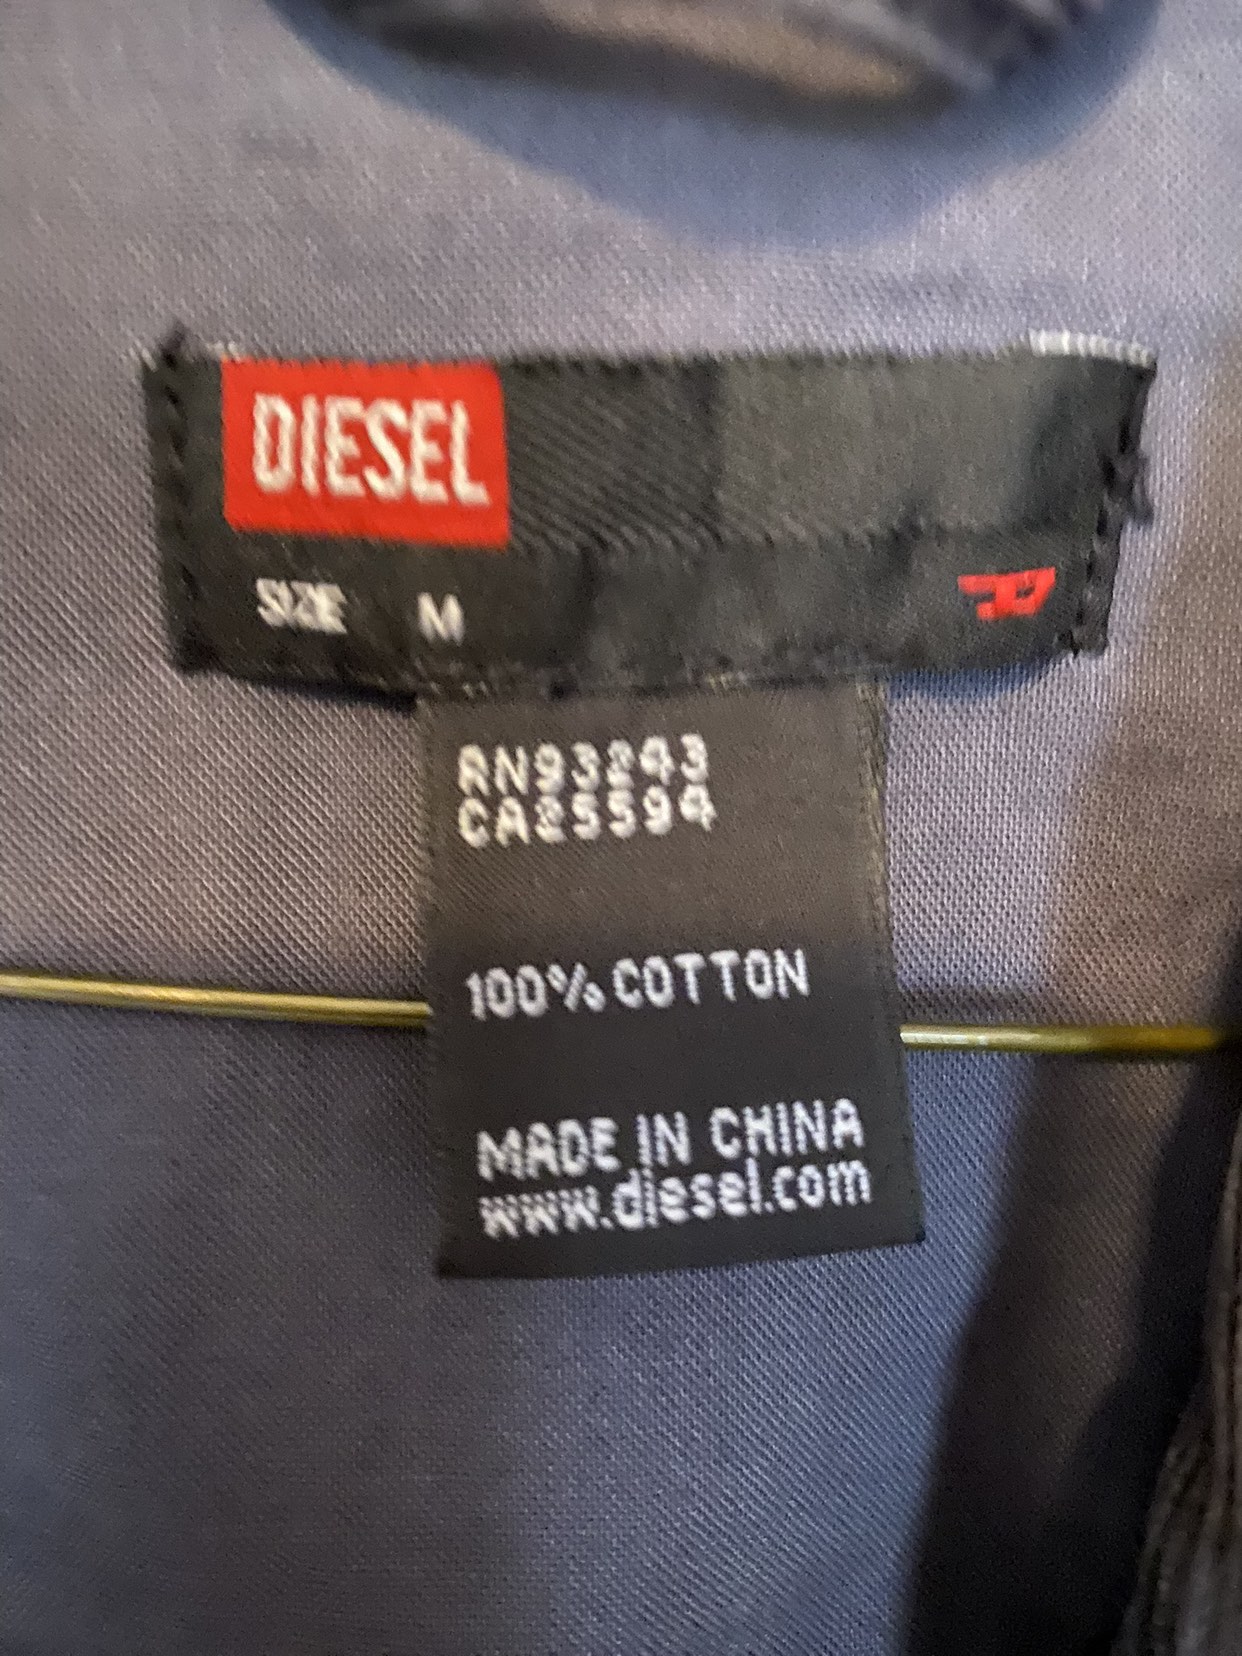 DIESEL
SIZE M
RN93243
CA25594
100% COTTON
MADE IN CHINA
www.diesel.com